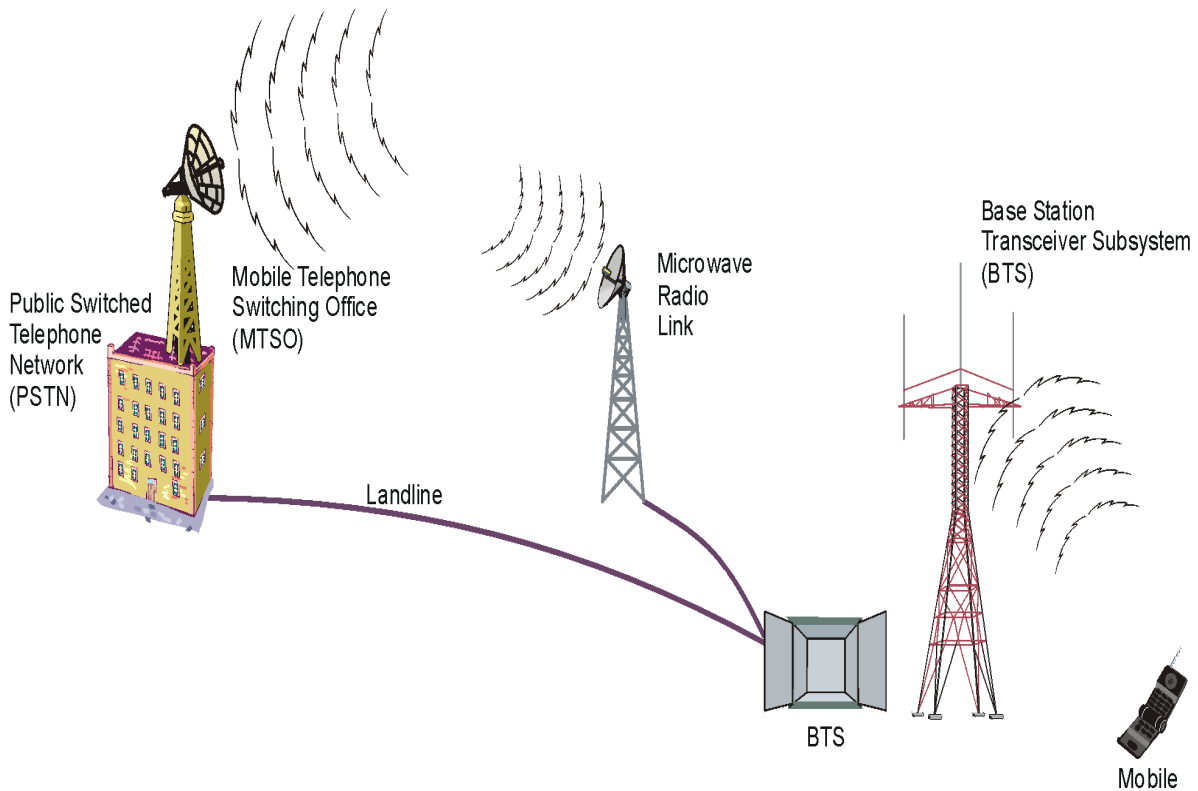 Public Switched
Telephone
Network
(PSTN)
Mobile Telephone
Switching Office
(MTSO)
Microwave
Radio
Link
Base Station
Transceiver Subsystem
(BTS)
Landline
BTS
Mobile